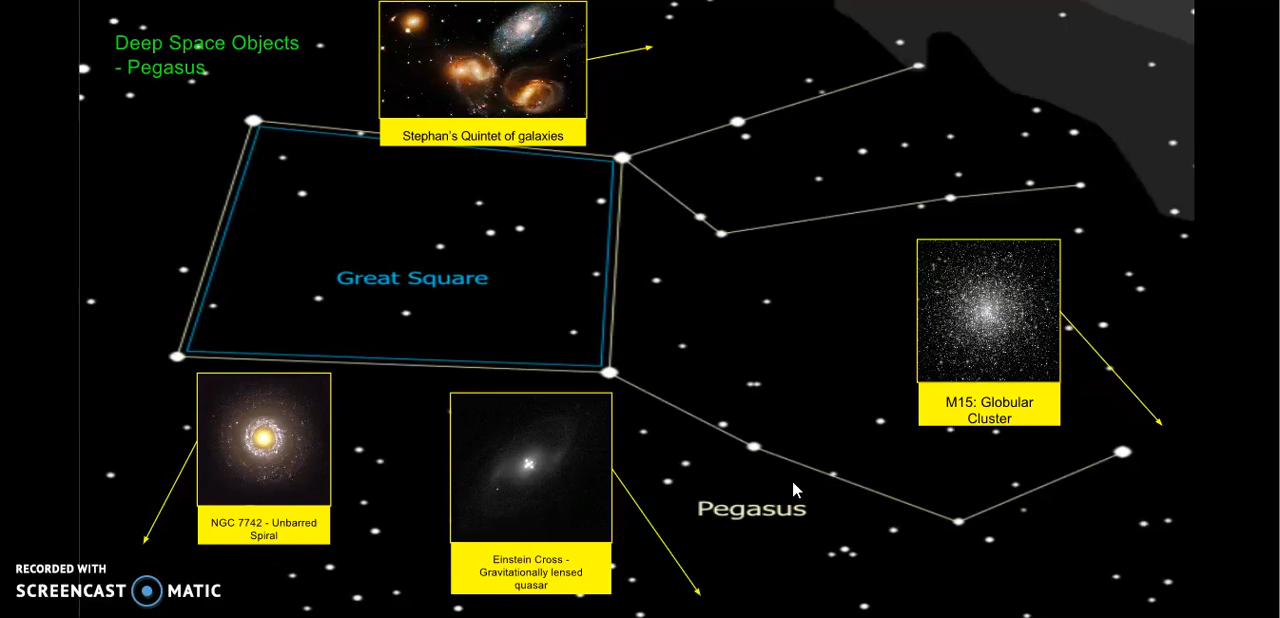 Deep Space Objects
- Pegasus
Stephan's Quintet of galaxies
Great Square
M15: Globular
Cluster
Pegasus
NGC 7742 - Unbarred
Spiral
Einstein Cross -
Gravitationally lensed
quasar
RECORDED WITH
SCREENCAST MATIC